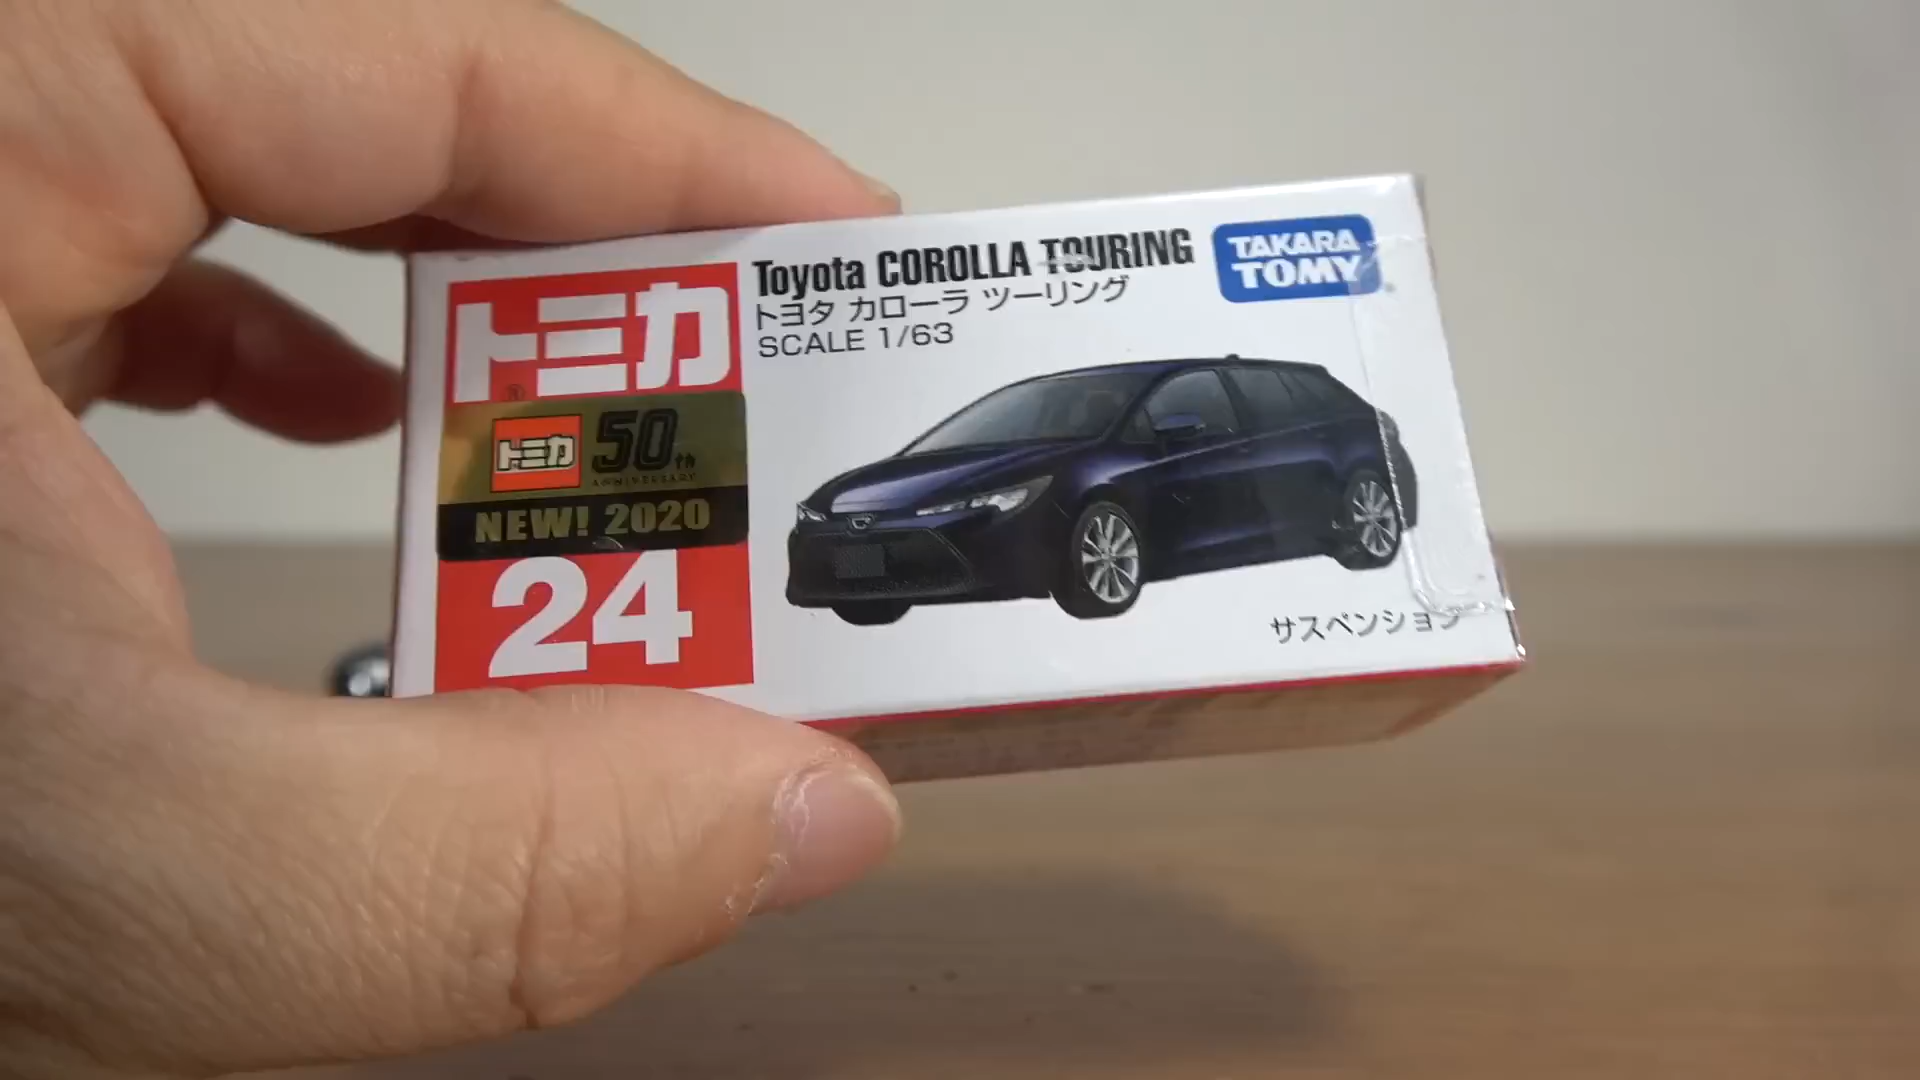 トミカ
トミカ 50th
ANNIVERSARY
NEW! 2020
24
Toyota COROLLA TOURING
トヨタ カローラ ツーリング
SCALE 1/63
TAKARA
TOMY
サスペンション